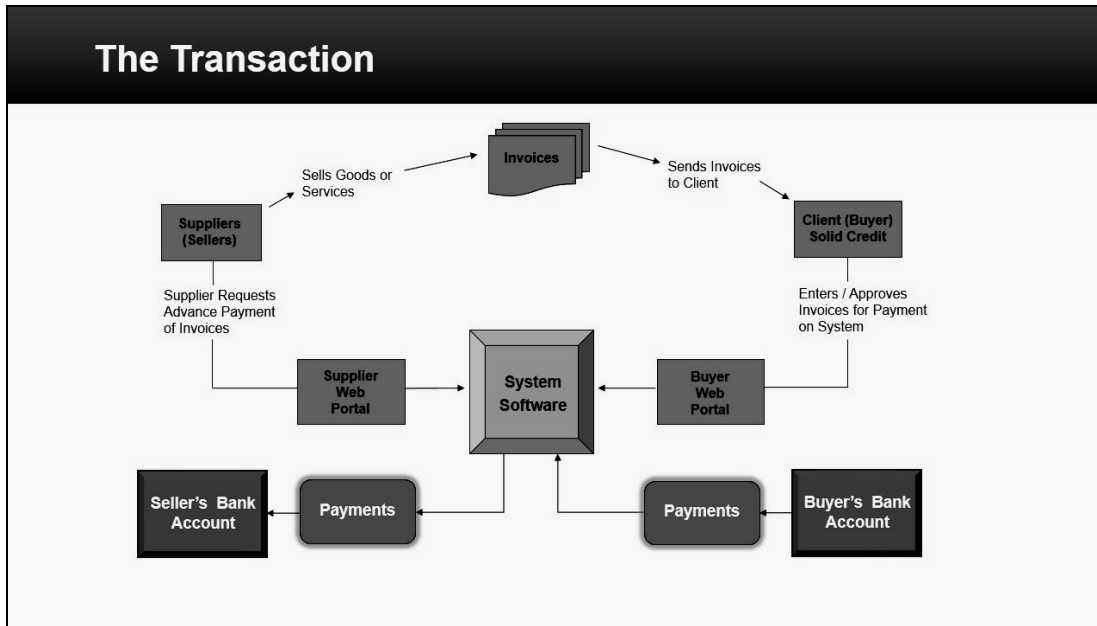 The Transaction
Invoices
Sells Goods or
Services
Sends Invoices
to Client
Suppliers
(Sellers)
Client (Buyer)
Solid Credit
Supplier Requests
Advance Payment
of Invoices
Enters / Approves
Invoices for Payment
on System
Supplier
Web
Portal
System
Software
Buyer
Web
Portal
Seller's Bank
Account
Payments
Payments
Buyer's Bank
Account